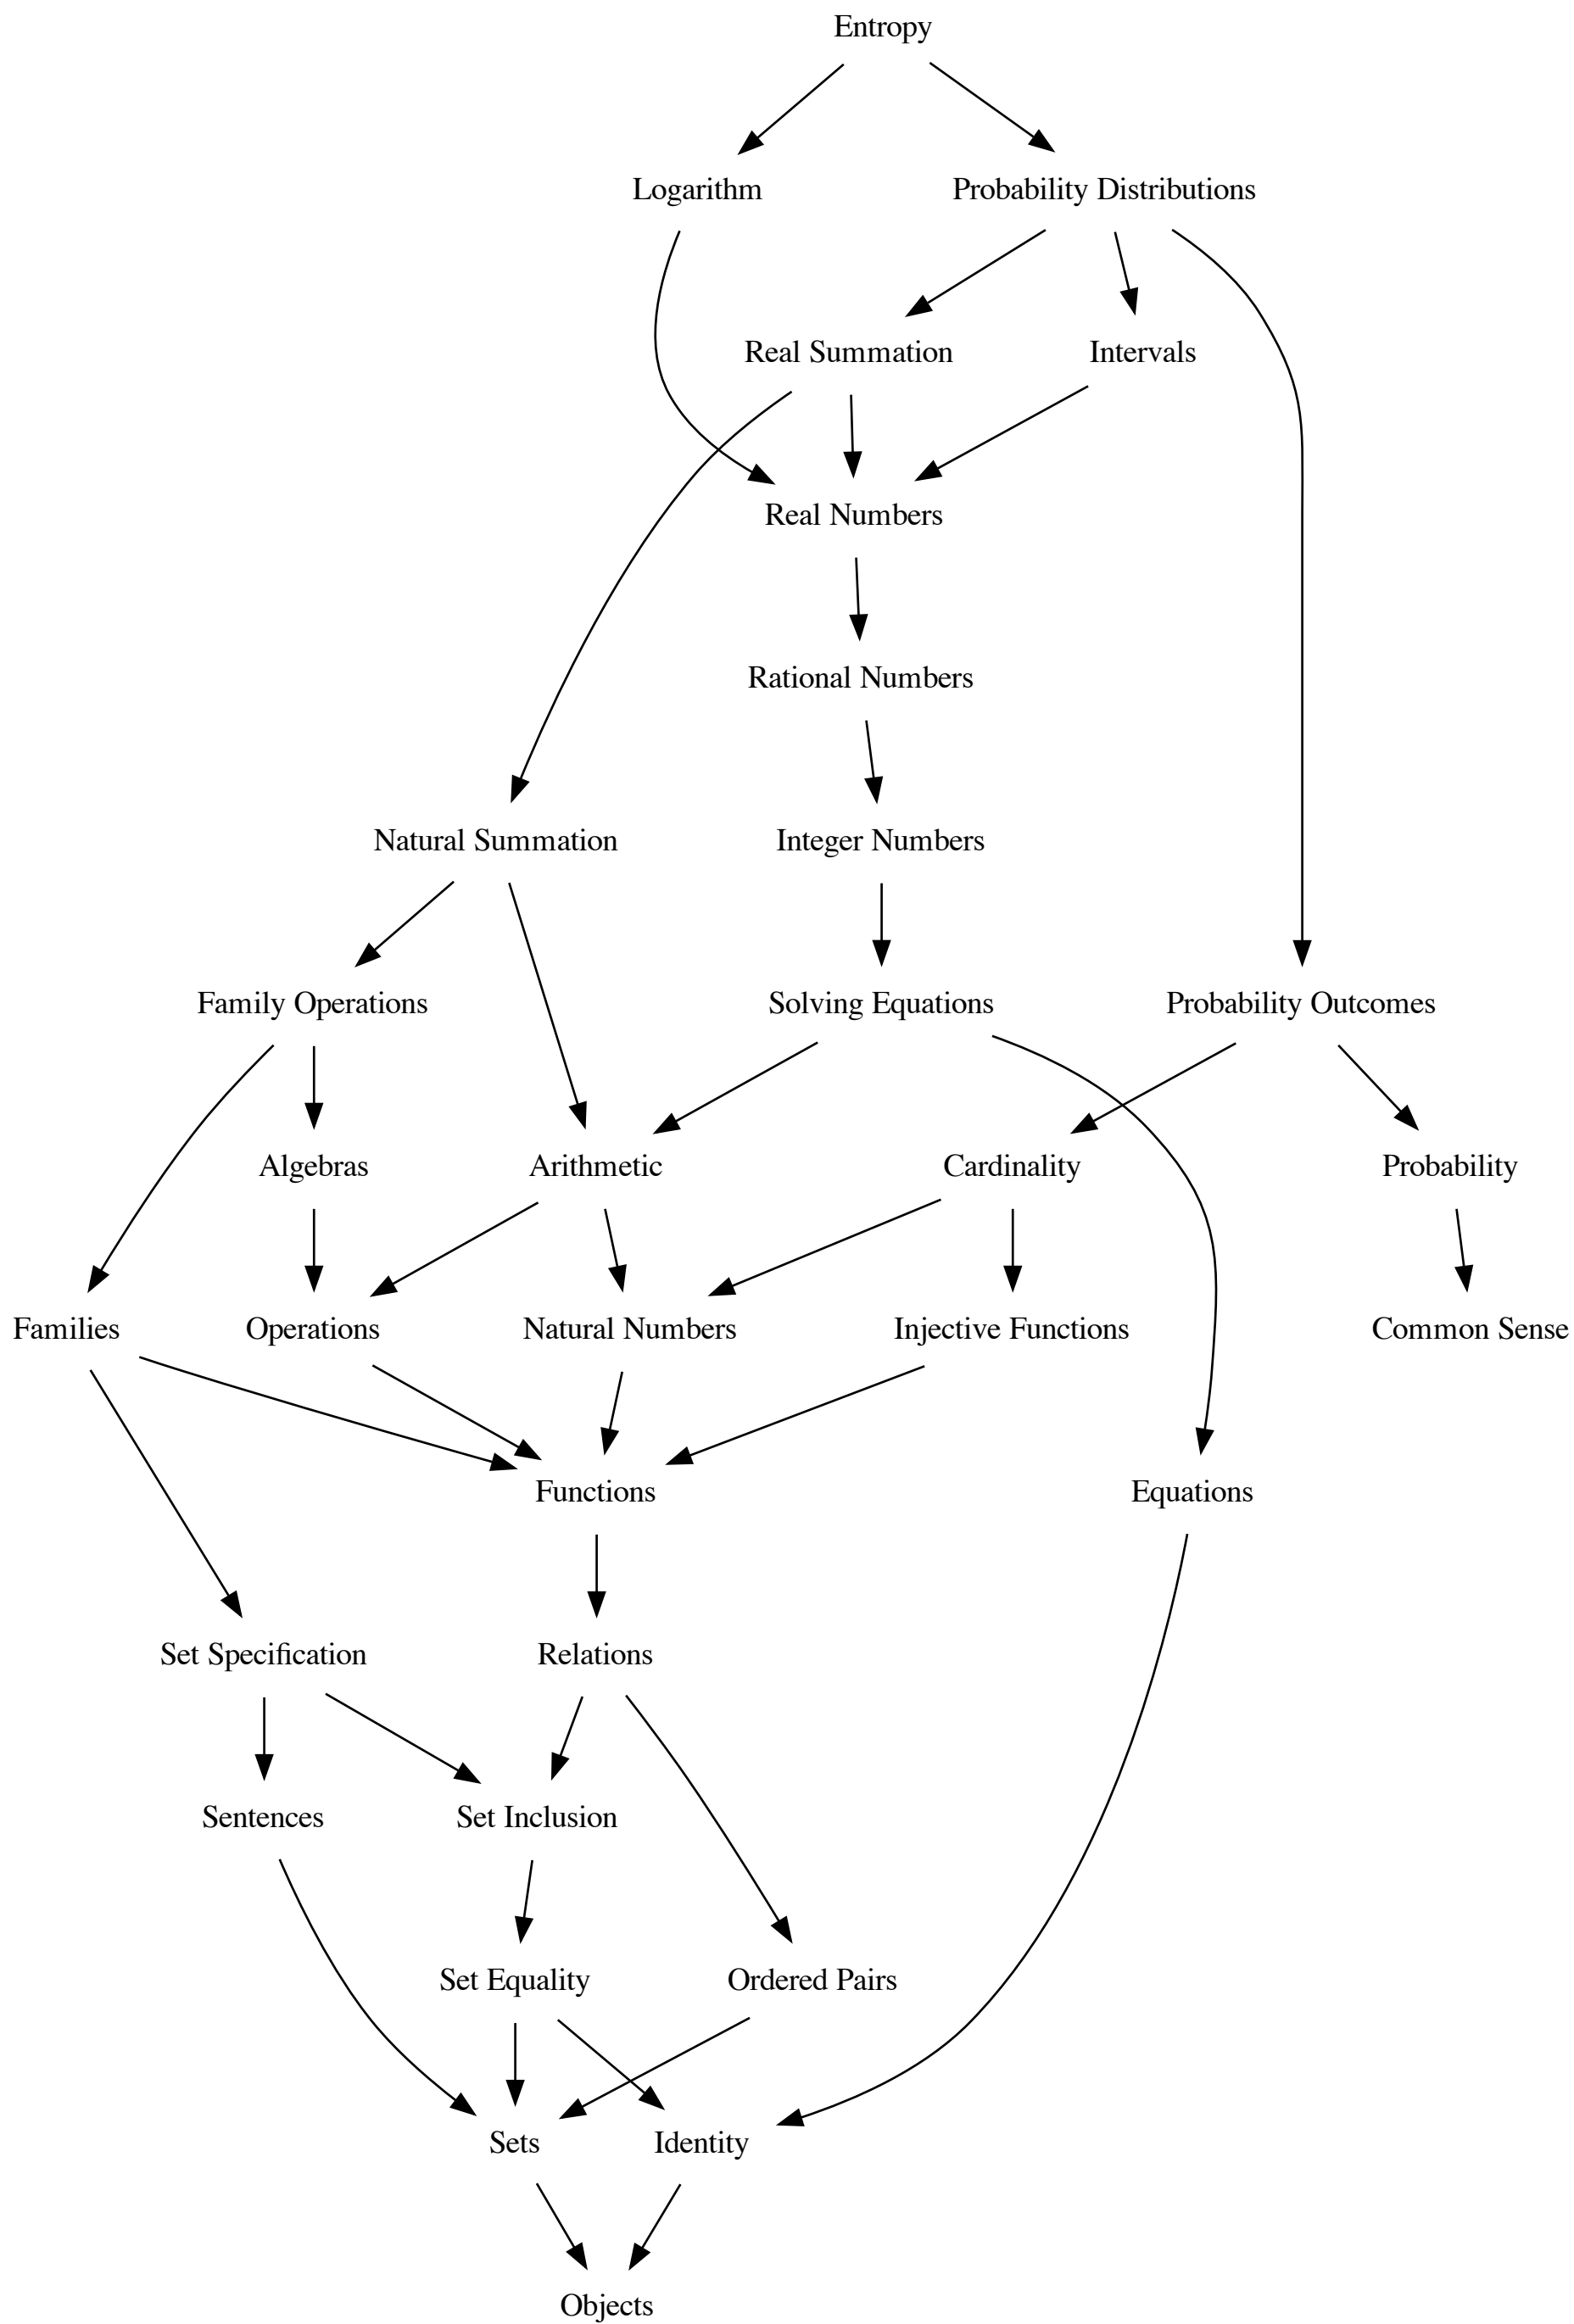 Entropy
Logarithm
Probability Distributions
Real Summation
Intervals
Real Numbers
Rational Numbers
Natural Summation
Integer Numbers
Family Operations
Solving Equations
Probability Outcomes
Algebras
Arithmetic
Cardinality
Probability
Families
Operations
Natural Numbers
Injective Functions
Common Sense
Functions
Equations
Set Specification
Relations
Sentences
Set Inclusion
Set Equality
Ordered Pairs
Sets
Identity
Objects